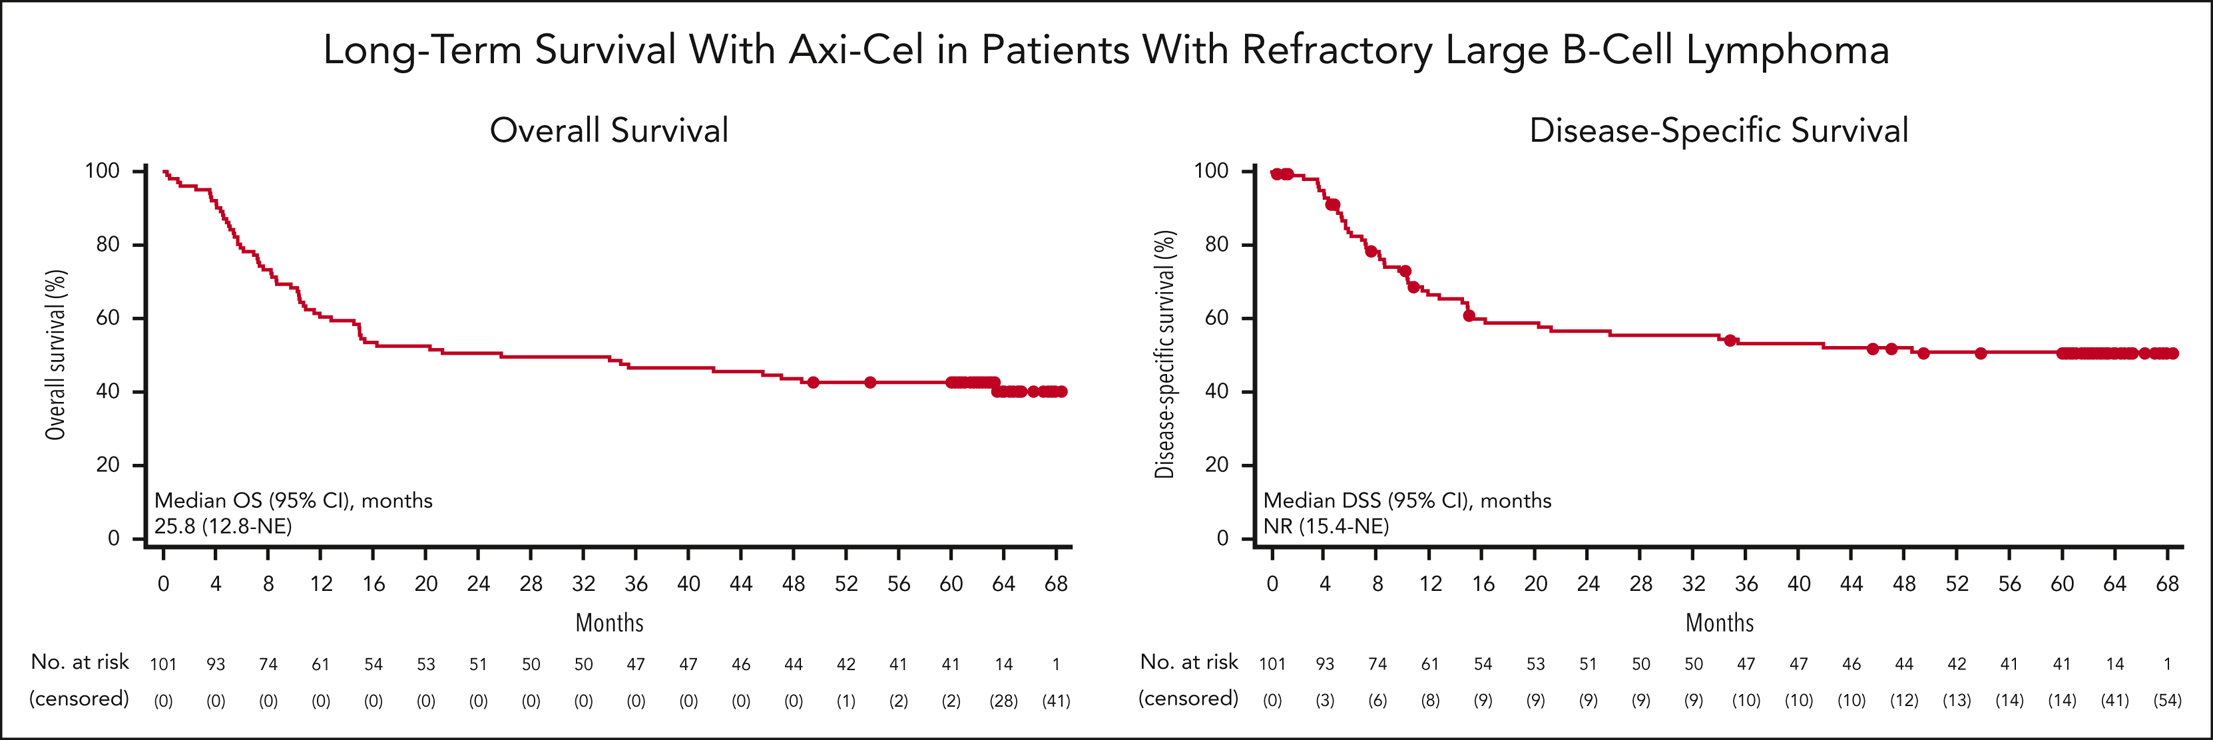 Long-Term Survival With Axi-Cel in Patients With Refractory Large B-Cell Lymphoma
Overall Survival
Overall survival (%)
100
80
60
40
20
0
Median OS (95% CI), months
25.8 (12.8-NE)
0 4 8 12 16 20 24 28 32 36 40 44 48 52 56 60 64 68
Months
No. at risk 101 93 74 61 54 53 51 50 50 47 47 46 44 42 41 41 14 1
(censored) (0) (0) (0) (0) (0) (0) (0) (0) (0) (0) (0) (0) (0) (1) (2) (2) (28) (41)
Disease-Specific Survival
Disease-specific survival (%)
100
80
60
40
20
0
Median DSS (95% CI), months
NR (15.4-NE)
0 4 8 12 16 20 24 28 32 36 40 44 48 52 56 60 64 68
Months
No. at risk 101 93 74 61 54 53 51 50 50 47 47 46 44 42 41 41 14 1
(censored) (0) (3) (6) (8) (9) (9) (9) (9) (9) (10) (10) (10) (12) (13) (14) (14) (41) (54)